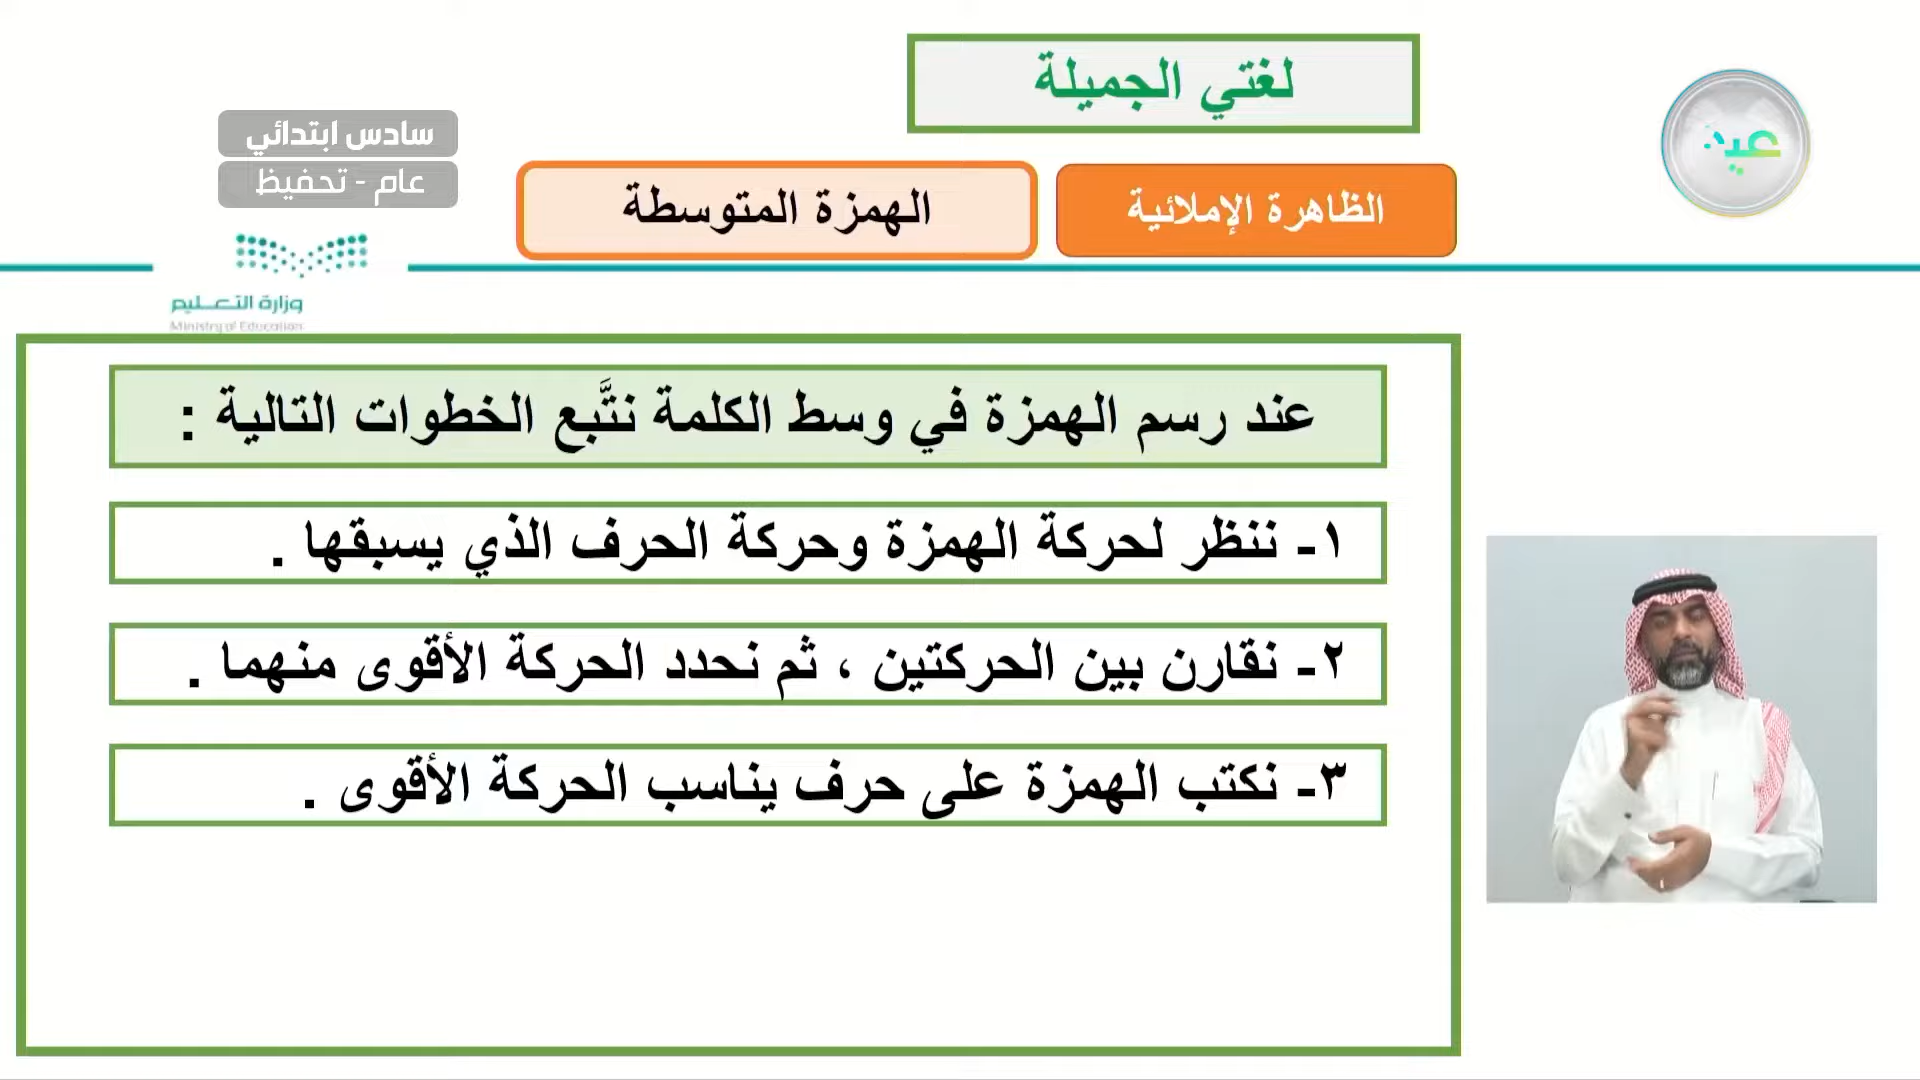 لغتي الجميلة
سادس ابتدائي
عام - تحفيظ
الظاهرة الإملائية
الهمزة المتوسطة
وزارة التعليم
Ministry of Education
عند رسم الهمزة في وسط الكلمة نتَّبع الخطوات التالية :
١- ننظر لحركة الهمزة وحركة الحرف الذي يسبقها .
٢- نقارن بين الحركتين ، ثم نحدد الحركة الأقوى منهما .
٣- نكتب الهمزة على حرف يناسب الحركة الأقوى .